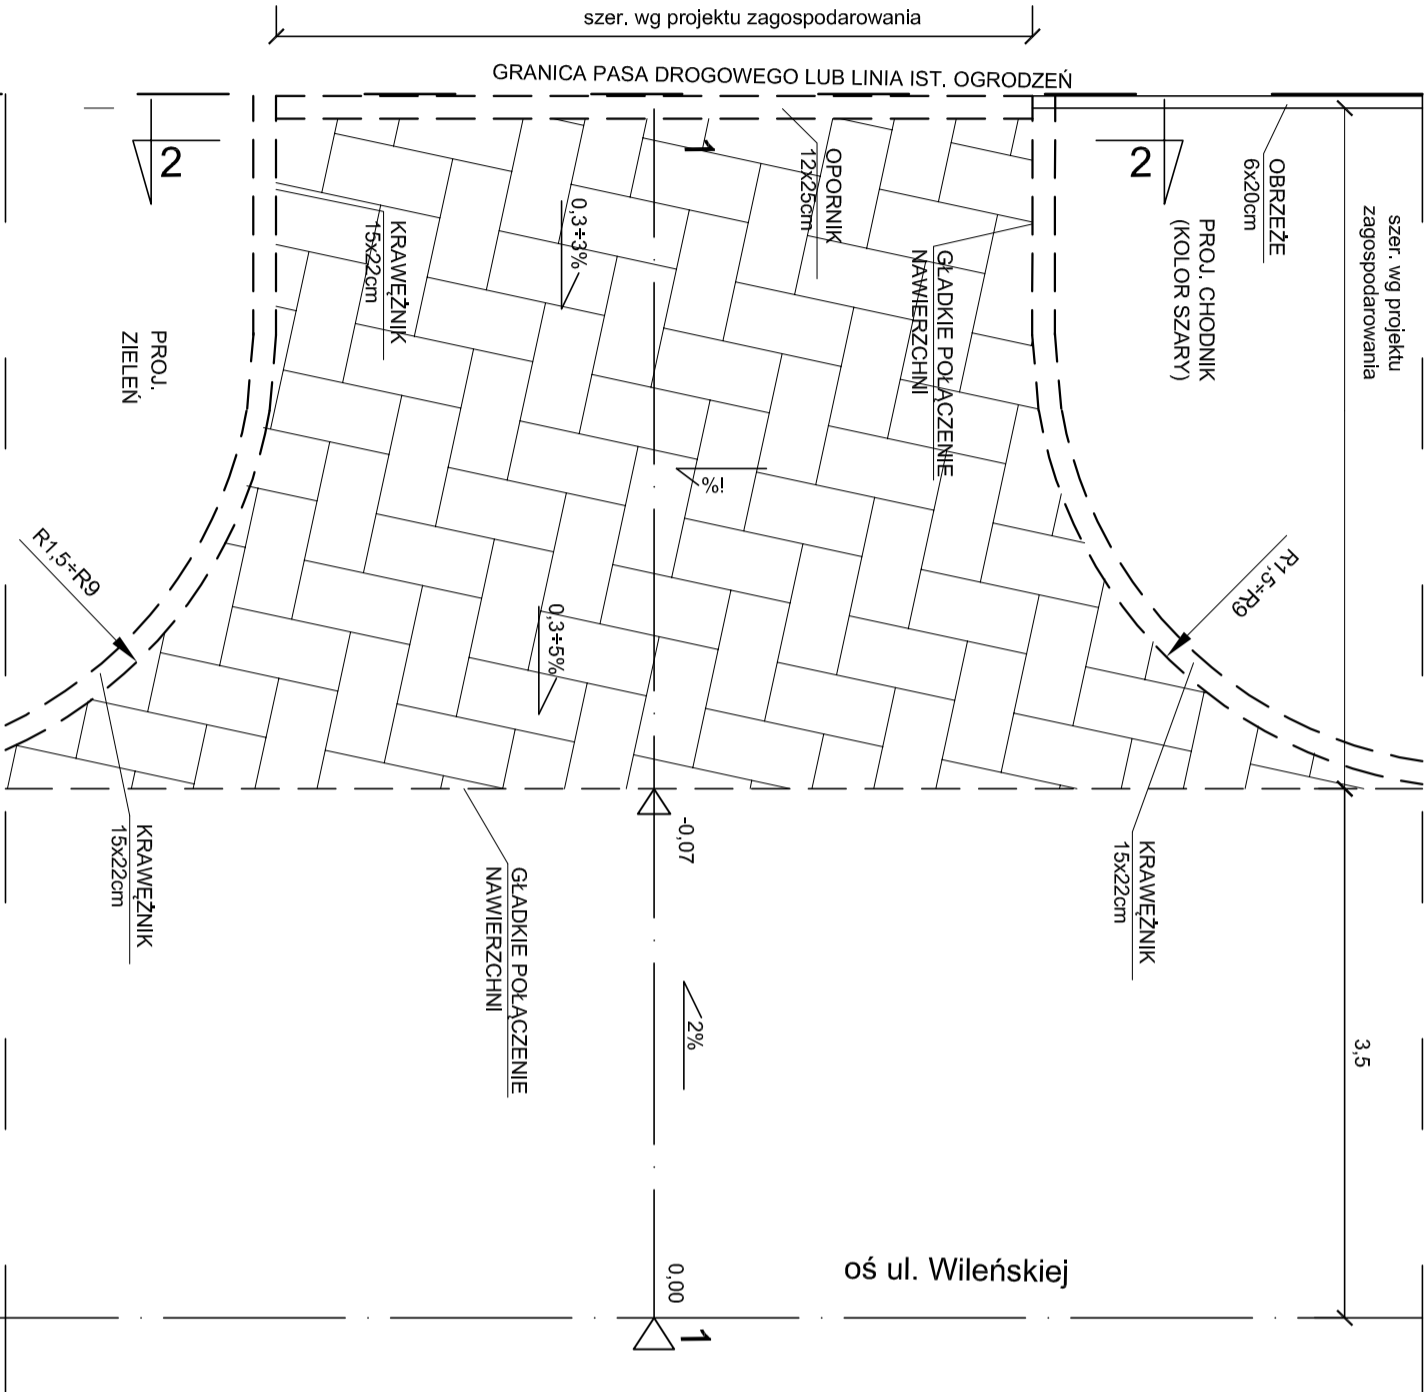 szer. wg projektu zagospodarowania
GRANICA PASA DROGOWEGO LUB LINIA IST. OGRODZEŃ
2
1
2
OPORNIK
12x25cm
OBRZEŻE
6x20cm
szer. wg projektu
zagospodarowania
PROJ. CHODNIK
(KOLOR SZARY)
0,3÷3%
KRAWĘŻNIK
15x22cm
GŁADKIE POŁĄCZENIE
NAWIERZCHNI
PROJ.
ZIELEŃ
%!
R1,5÷R9
R1,5÷R9
0,3÷5%
-0,07
KRAWĘŻNIK
15x22cm
GŁADKIE POŁĄCZENIE
NAWIERZCHNI
KRAWĘŻNIK
15x22cm
2%
3,5
0,00
oś ul. Wileńskiej
1